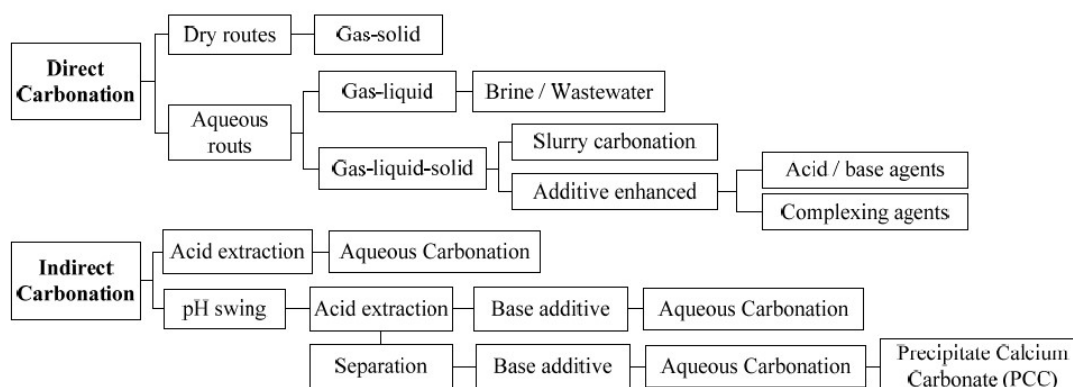 Dry routes
Gas-solid
Direct
Carbonation
Gas-liquid
Brine / Wastewater
Aqueous
routs
Slurry carbonation
Gas-liquid-solid
Additive enhanced
Acid / base agents
Complexing agents
Acid extraction
Aqueous Carbonation
Indirect
Carbonation
pH swing
Acid extraction
Base additive
Aqueous Carbonation
Separation
Base additive
Aqueous Carbonation
Precipitate Calcium
Carbonate (PCC)